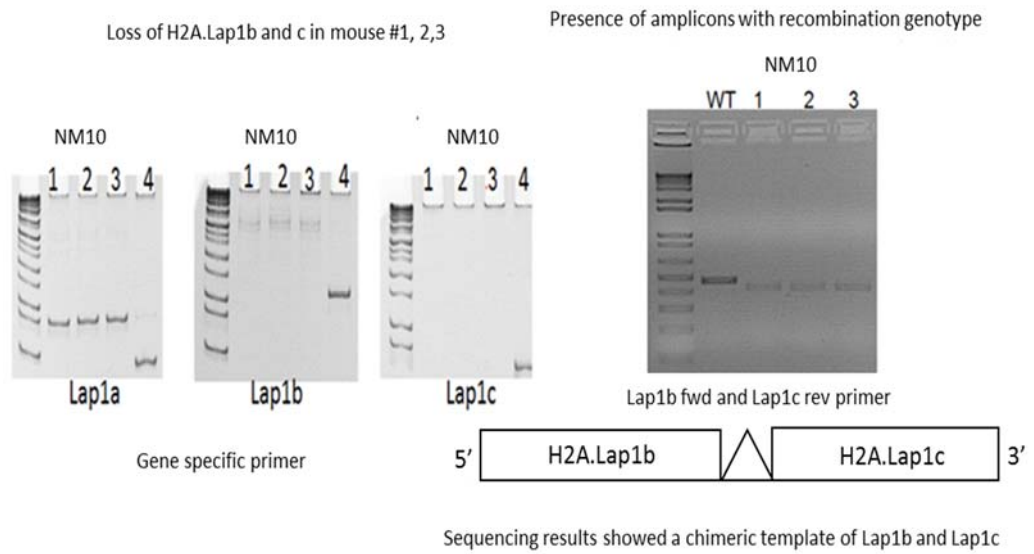 Loss of H2A.Lap1b and c in mouse #1, 2,3
NM10
1 2 3 4
Lap1a
NM10
1 2 3 4
Lap1b
NM10
1 2 3 4
Lap1c
Gene specific primer
Presence of amplicons with recombination genotype
NM10
WT 1 2 3
Lap1b fwd and Lap1c rev primer
5’ H2A.Lap1b H2A.Lap1c 3’
Sequencing results showed a chimeric template of Lap1b and Lap1c